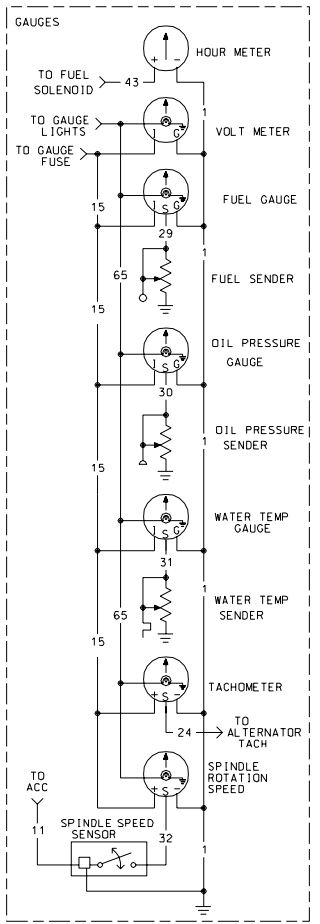 GAUGES
HOUR METER
+ -
TO FUEL
SOLENOID
43
1
TO GAUGE
LIGHTS
VOLT METER
I G
TO GAUGE
FUSE
15
FUEL GAUGE
I S G
29
1
65
FUEL SENDER
15
OIL PRESSURE
GAUGE
I S G
30
OIL PRESSURE
SENDER
1
15
WATER TEMP
GAUGE
I S G
31
1
WATER TEMP
SENDER
65
15
TACHOMETER
+ S -
24
TO
ALTERNATOR
TACH
SPINDLE
ROTATION
SPEED
+ S -
TO
ACC
11
SPINDLE SPEED
SENSOR
32
1